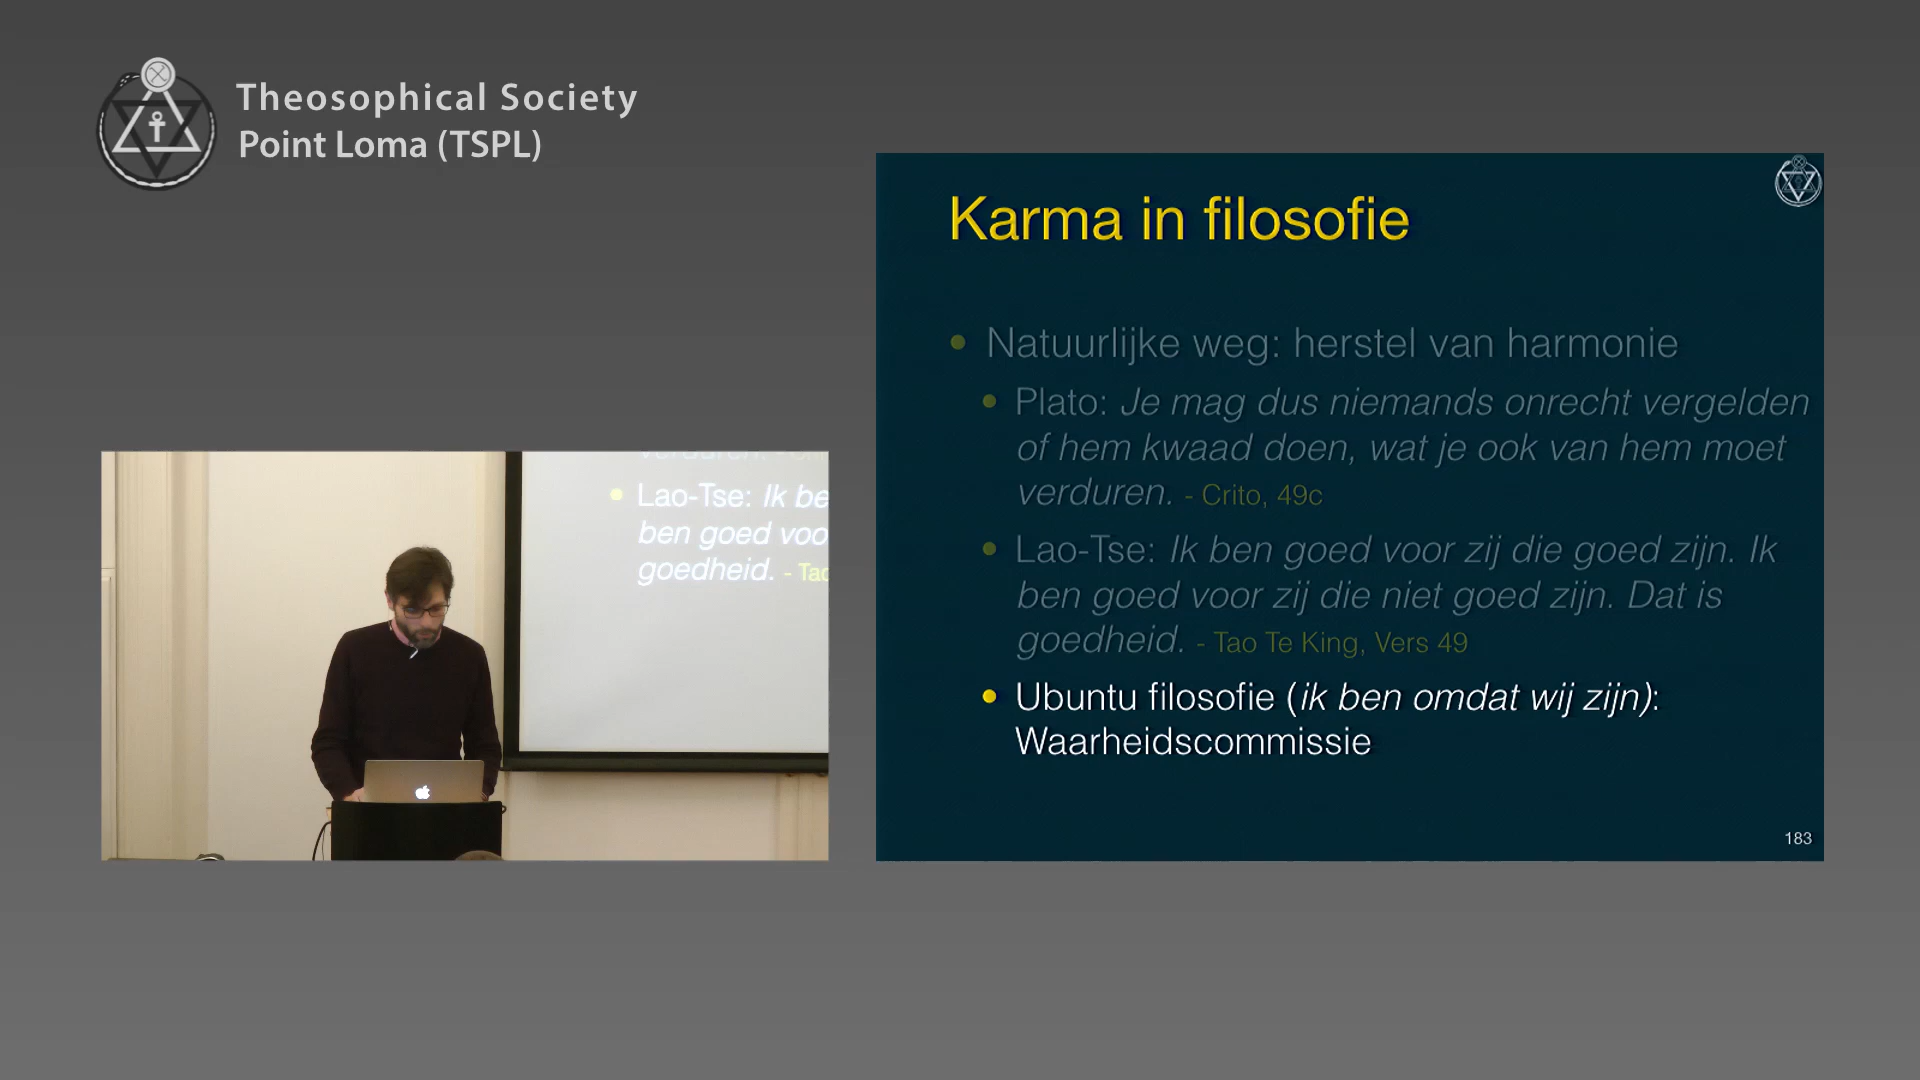 Theosophical Society
Point Loma (TSPL)
Karma in filosofie
• Natuurlijke weg: herstel van harmonie
• Plato: Je mag dus niemands onrecht vergelden
of hem kwaad doen, wat je ook van hem moet
verduren. - Crito, 49c
• Lao-Tse: Ik ben goed voor zij die goed zijn. Ik
ben goed voor zij die niet goed zijn. Dat is
goedheid. - Tao Te King, Vers 49
• Ubuntu filosofie (ik ben omdat wij zijn):
Waarheidscommissie
183
verduren.
• Lao-Tse: Ik be
ben goed voo
goedheid. - Tao